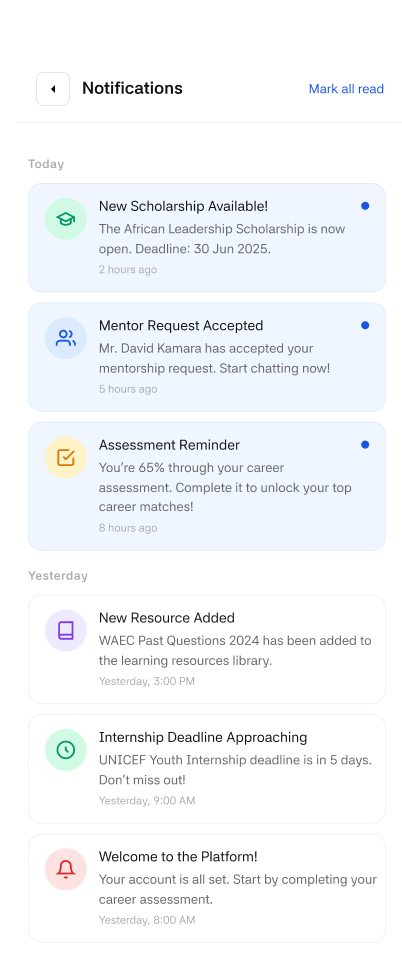 Notifications
Mark all read
Today
New Scholarship Available!
The African Leadership Scholarship is now
open. Deadline: 30 Jun 2025.
2 hours ago
Mentor Request Accepted
Mr. David Kamara has accepted your
mentorship request. Start chatting now!
5 hours ago
Assessment Reminder
You’re 65% through your career
assessment. Complete it to unlock your top
career matches!
8 hours ago
Yesterday
New Resource Added
WAEC Past Questions 2024 has been added to
the learning resources library.
Yesterday, 3:00 PM
Internship Deadline Approaching
UNICEF Youth Internship deadline is in 5 days.
Don’t miss out!
Yesterday, 9:00 AM
Welcome to the Platform!
Your account is all set. Start by completing your
career assessment.
Yesterday, 8:00 AM